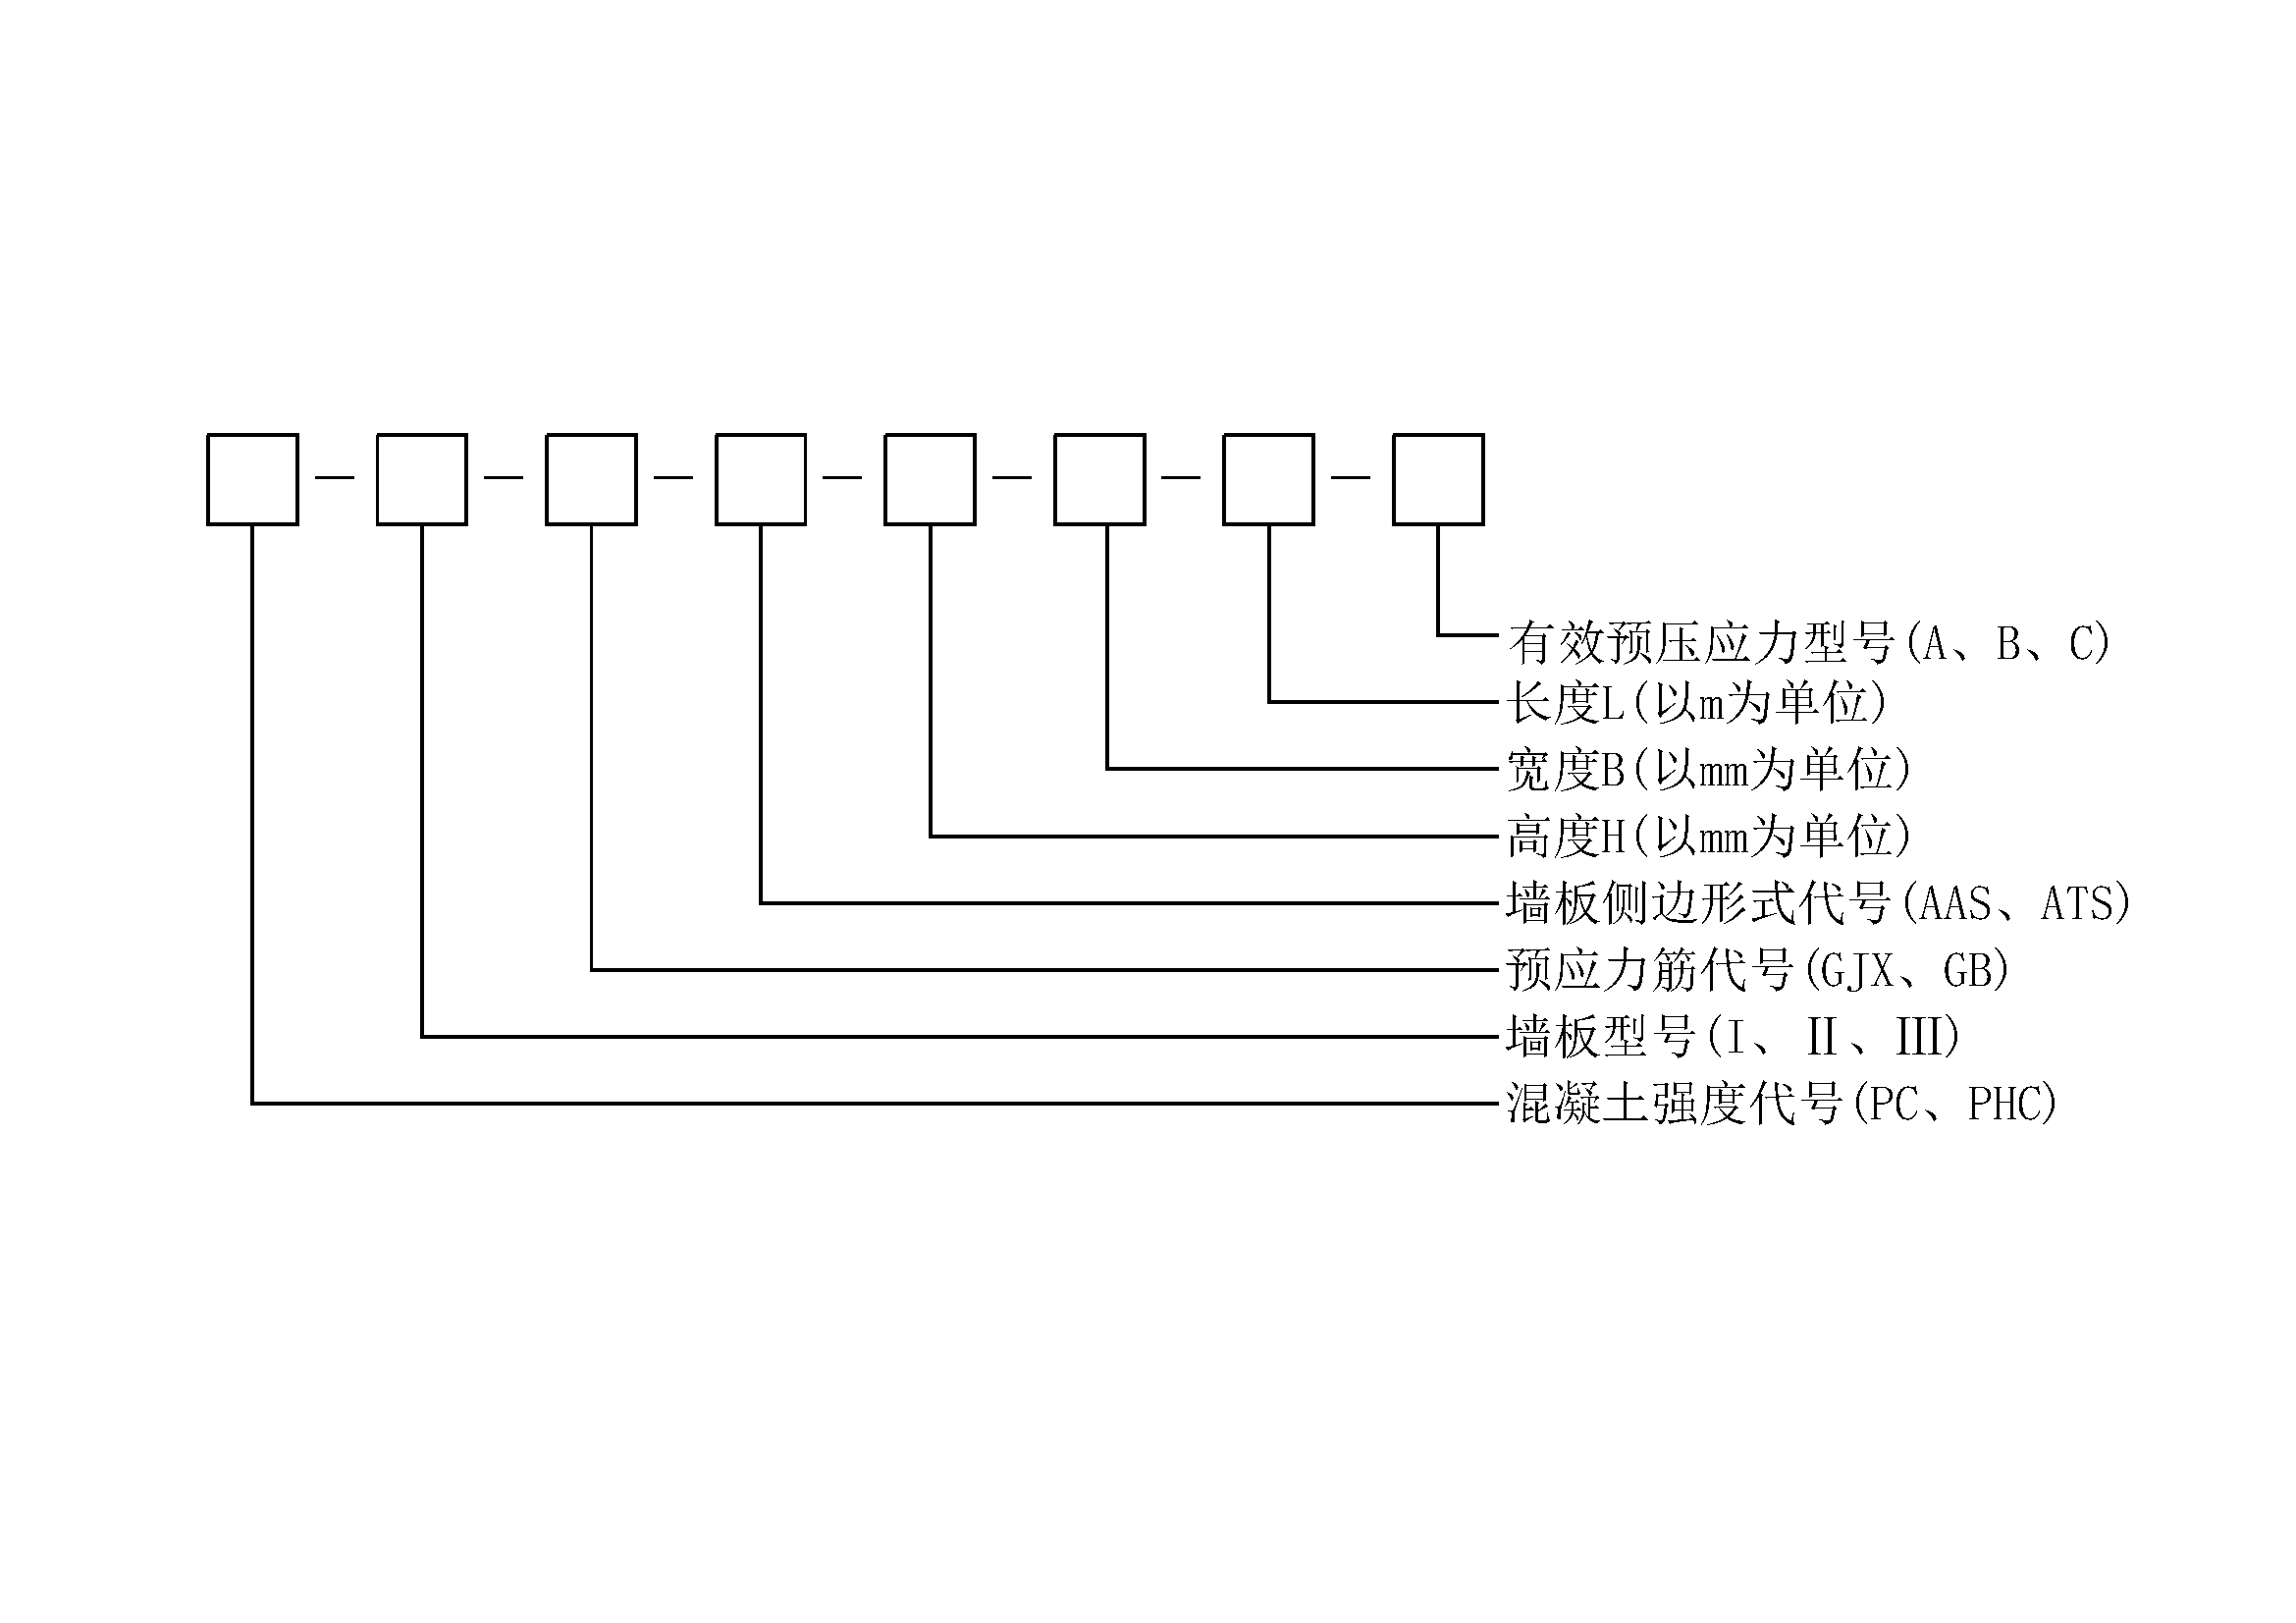 有效预压应力型号(A、B、C)
长度L(以m为单位)
宽度B(以mm为单位)
高度H(以mm为单位)
墙板侧边形式代号(AAS、ATS)
预应力筋代号(GJX、GB)
墙板型号(I、Ⅱ、Ⅲ)
混凝土强度代号(PC、PHC)